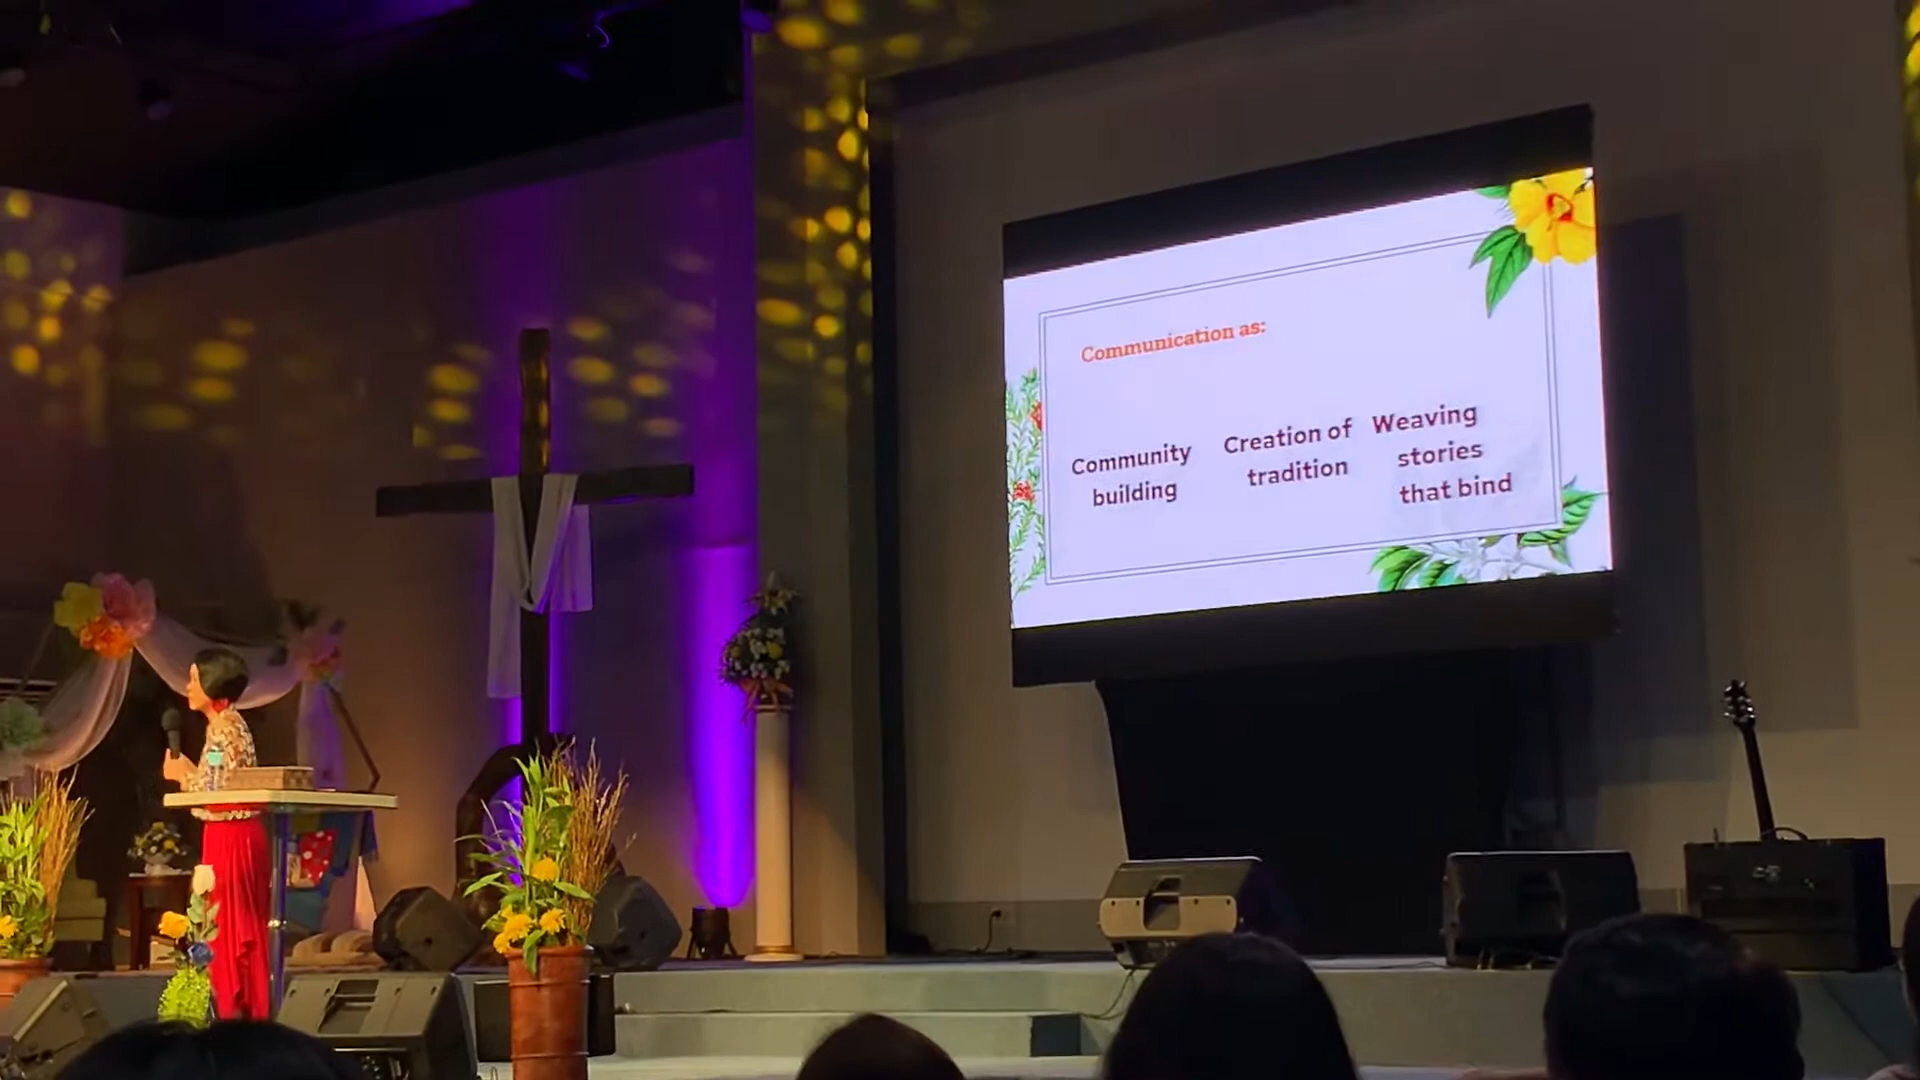 Communication as:
Community
building
Creation of
tradition
Weaving
stories
that bind